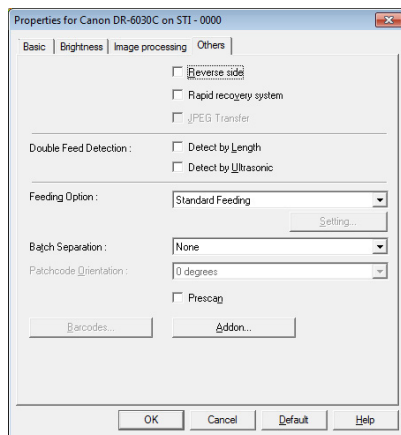 Properties for Canon DR-6030C on STI - 0000
Basic Brightness Image processing Others
Reverse side
Rapid recovery system
JPEG Transfer
Double Feed Detection : Detect by Length
Detect by Ultrasonic
Feeding Option : Standard Feeding
Setting...
Batch Separation : None
Patchcode Orientation : 0 degrees
Prescan
Barcodes... Addon...
OK Cancel Default Help